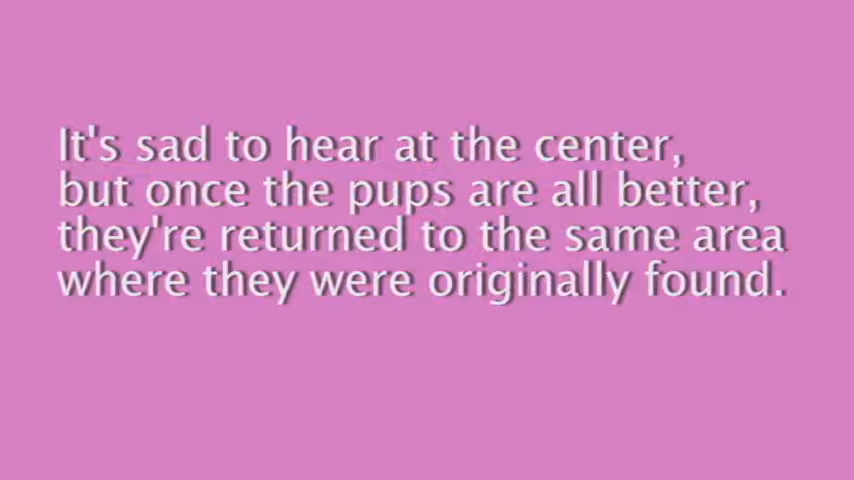 It's sad to hear at the center,
but once the pups are all better,
they're returned to the same area
where they were originally found.